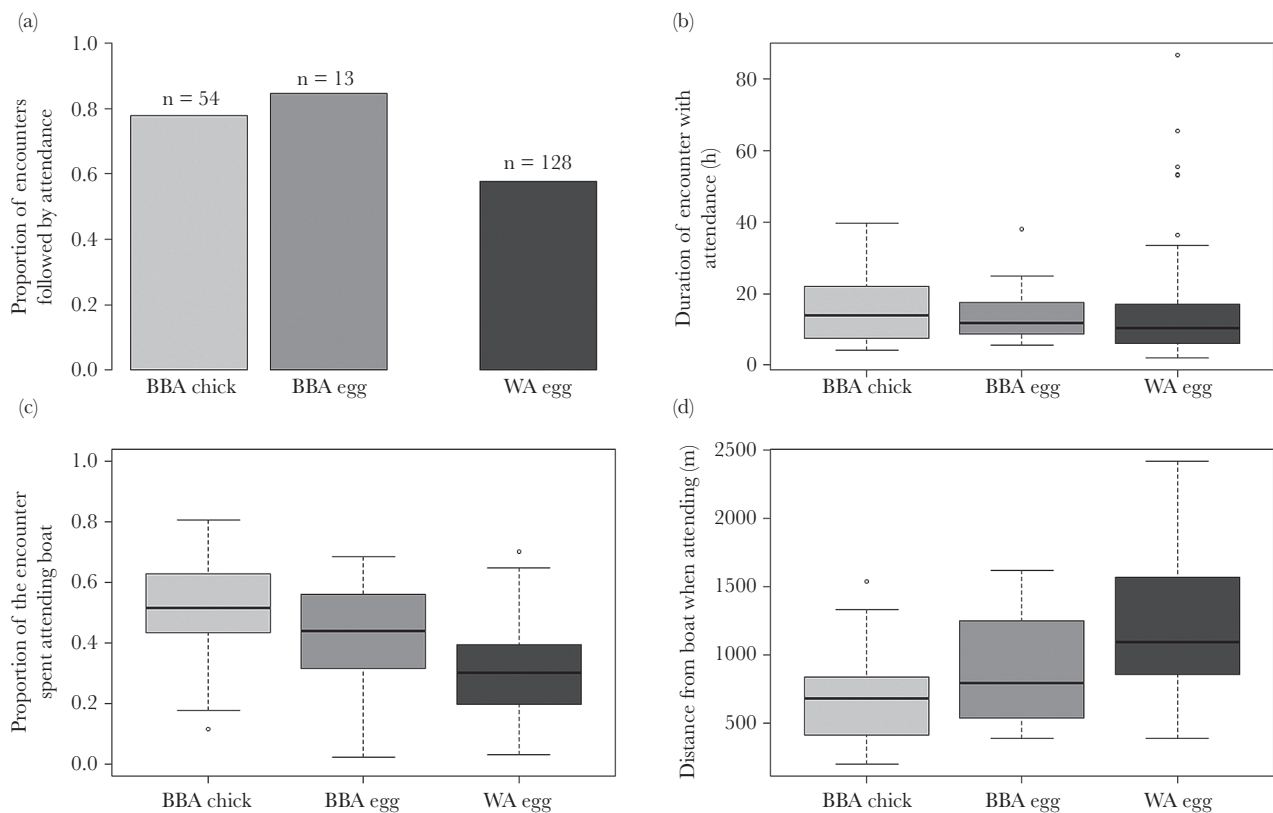 (a)
Proportion of encounters
followed by attendance
1.0
0.8
0.6
0.4
0.2
0.0
n = 54
n = 13
n = 128
BBA chick
BBA egg
WA egg
(b)
Duration of encounter with
attendance (h)
80
60
40
20
0
BBA chick
BBA egg
WA egg
(c)
Proportion of the encounter
spent attending boat
1.0
0.8
0.6
0.4
0.2
0.0
BBA chick
BBA egg
WA egg
(d)
Distance from boat when attending (m)
2500
2000
1500
1000
500
BBA chick
BBA egg
WA egg